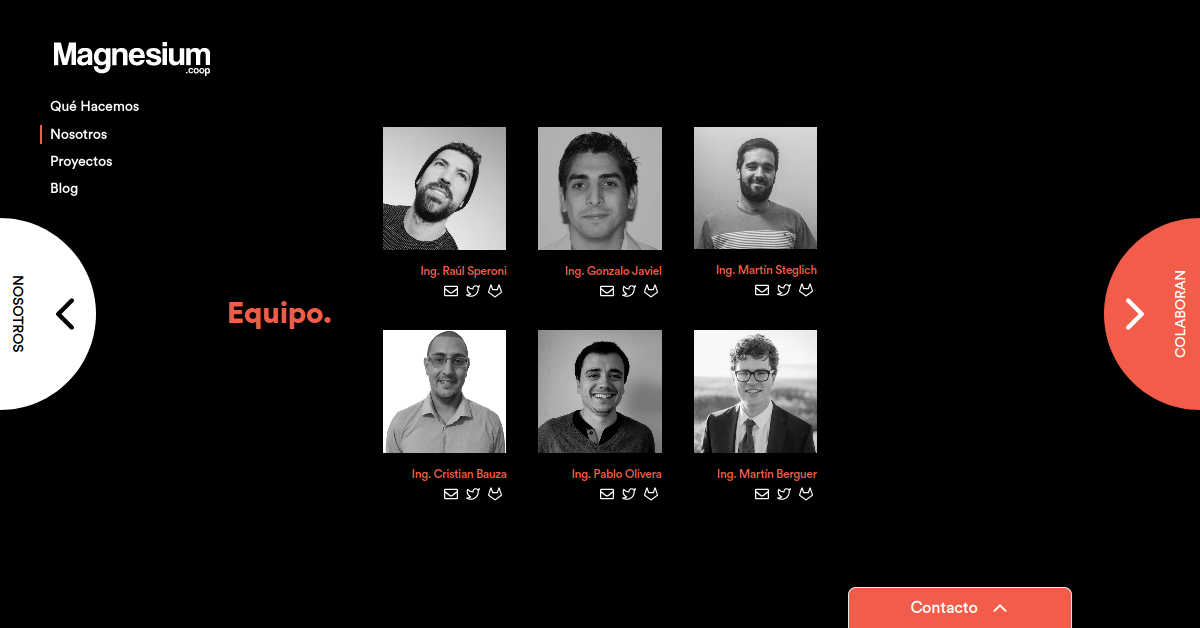 Magnesium
.coop
Qué Hacemos
Nosotros
Proyectos
Blog
NOSOTROS
Equipo.
Ing. Raúl Speroni
Ing. Gonzalo Javiel
Ing. Martín Steglich
Ing. Cristian Bauza
Ing. Pablo Olivera
Ing. Martín Berguer
COLABORAN
Contacto